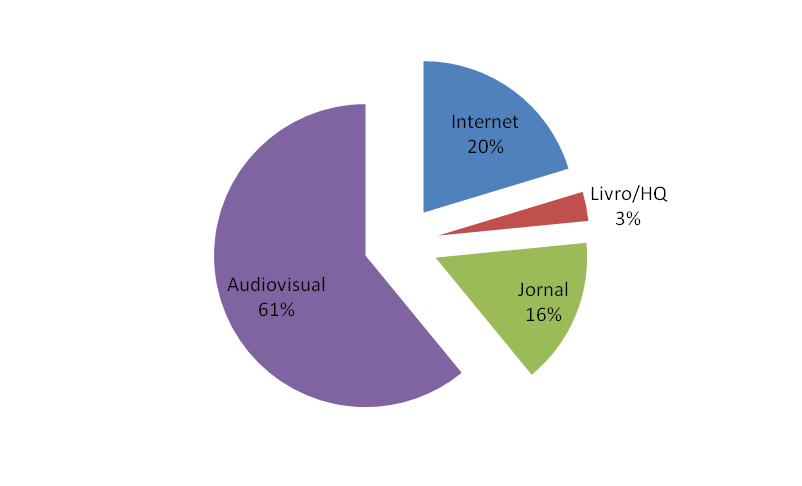 Internet
20%
Livro/HQ
3%
Jornal
16%
Audiovisual
61%